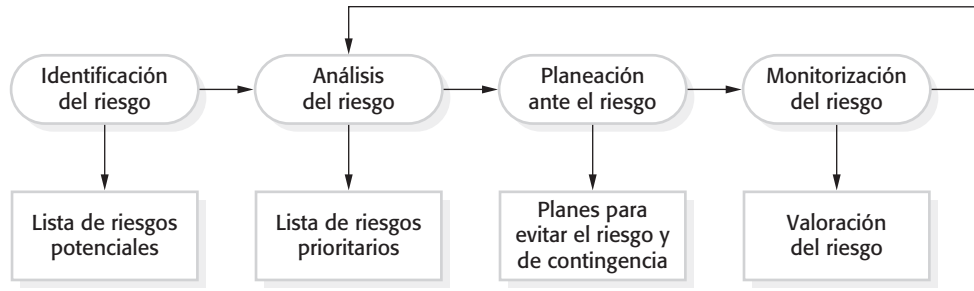 Identificación
del riesgo
Análisis
del riesgo
Planeación
ante el riesgo
Monitorización
del riesgo
Lista de riesgos
potenciales
Lista de riesgos
prioritarios
Planes para
evitar el riesgo y
de contingencia
Valoración
del riesgo